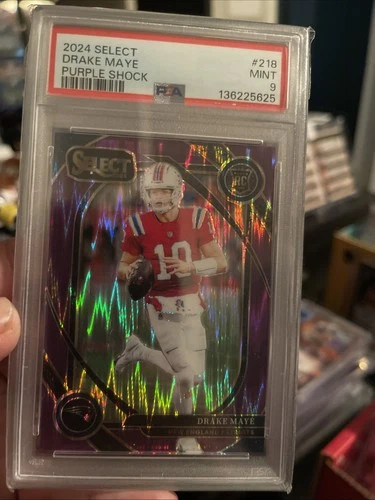 2024 SELECT #218
DRAKE MAYE MINT
PURPLE SHOCK 9
PSA 136225625
SELECT
RC
10
DRAKE MAYE